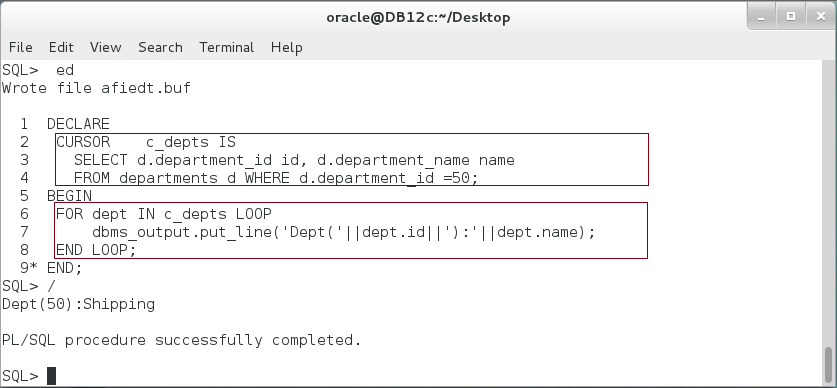 oracle@DB12c:~/Desktop
File Edit View Search Terminal Help
SQL>  ed
Wrote file afiedt.buf
  1  DECLARE
  2  CURSOR    c_depts IS
  3    SELECT d.department_id id, d.department_name name
  4    FROM departments d WHERE d.department_id =50;
  5  BEGIN
  6  FOR dept IN c_depts LOOP
  7      dbms_output.put_line('Dept('||dept.id||'):'||dept.name);
  8  END LOOP;
  9* END;
SQL> /
Dept(50):Shipping
PL/SQL procedure successfully completed.
SQL>